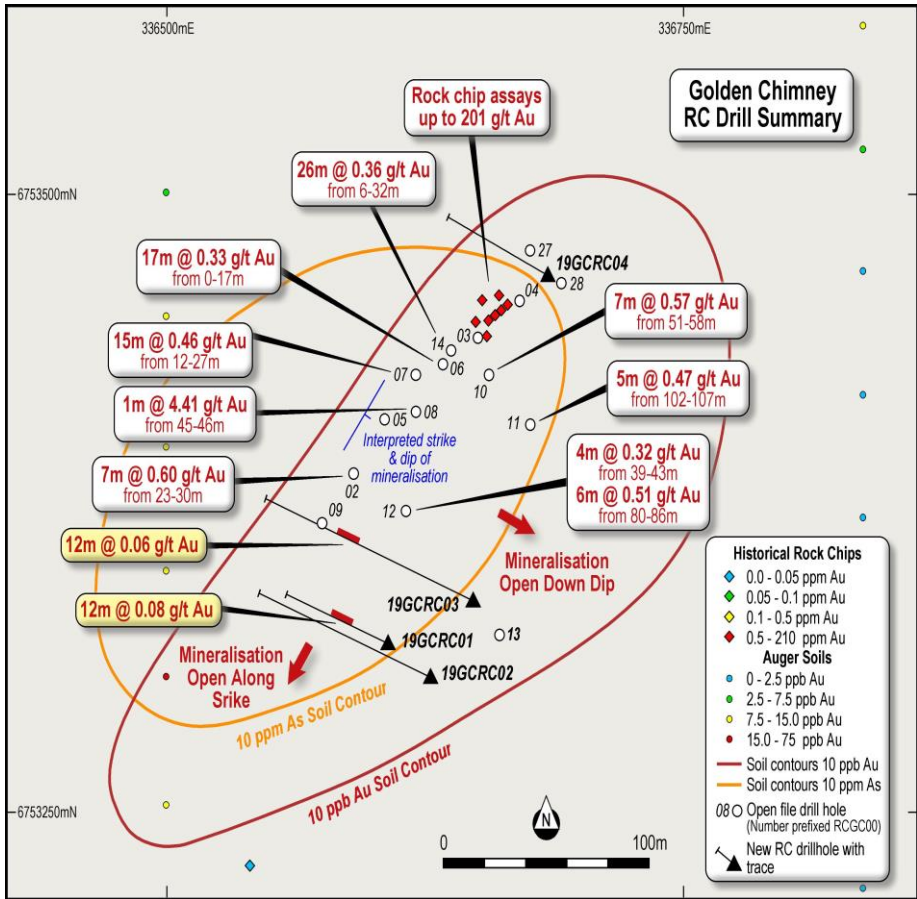 336500mE
336750mE
Golden Chimney
RC Drill Summary
Rock chip assays
up to 201 g/t Au
26m @ 0.36 g/t Au
from 6-32m
6753500mN
27
19GCRC04
28
17m @ 0.33 g/t Au
from 0-17m
04
7m @ 0.57 g/t Au
from 51-58m
03
14
06
15m @ 0.46 g/t Au
from 12-27m
07
10
5m @ 0.47 g/t Au
from 102-107m
1m @ 4.41 g/t Au
from 45-46m
08
05
11
Interpreted strike
& dip of
mineralisation
4m @ 0.32 g/t Au
from 39-43m
6m @ 0.51 g/t Au
from 80-86m
7m @ 0.60 g/t Au
from 23-30m
02
12
09
12m @ 0.06 g/t Au
Mineralisation
Open Down Dip
19GCRC03
12m @ 0.08 g/t Au
13
19GCRC01
19GCRC02
Mineralisation
Open Along
Srike
10 ppm As Soil Contour
10 ppb Au Soil Contour
6753250mN
N
0
100m
Historical Rock Chips
0.0 - 0.05 ppm Au
0.05 - 0.1 ppm Au
0.1 - 0.5 ppm Au
0.5 - 210 ppm Au
Auger Soils
0 - 2.5 ppb Au
2.5 - 7.5 ppb Au
7.5 - 15.0 ppb Au
15.0 - 75 ppb Au
Soil contours 10 ppb Au
Soil contours 10 ppm As
08 Open file drill hole
(Number prefixed RCGC00)
New RC drillhole with
trace